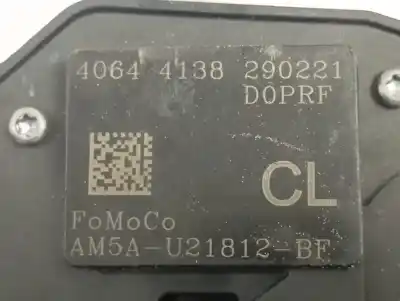 4064 4138 290221
D0PRF
CL
FoMoCo
AM5A-U21812-BF